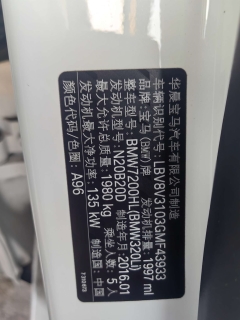 华晨宝马汽车有限公司制造
车辆识别代号: LBV8V3103GMF43933
品牌: 宝马(BMW)牌
整车型号: BMW7200HL(BMW320Li)
发动机型号: N20B20D 发动机排量: 1997 ml
最大允许总质量: 1980 kg 制造年月: 2016.01
发动机最大净功率: 135 kW 乘坐人数: 5
颜色代码/色圈: A96 制造国: 中国